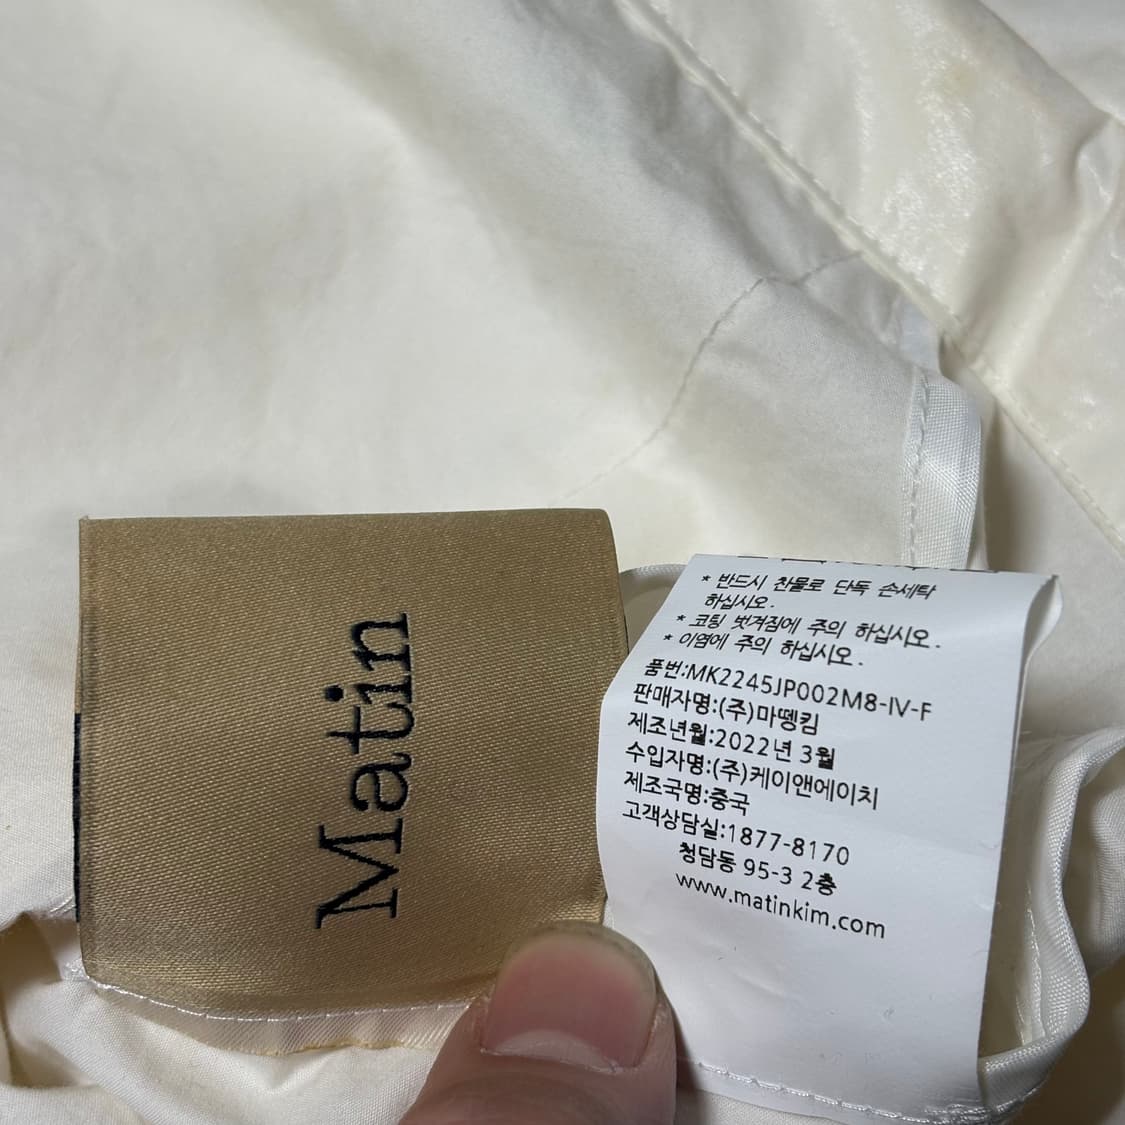 Matin
* 반드시 찬물로 단독 손세탁
하십시오.
* 코팅 벗겨짐에 주의 하십시오.
* 이염에 주의 하십시오.
품번:MK2245JP002M8-IV-F
판매자명:(주)마뗑킴
제조년월:2022년 3월
수입자명:(주)케이앤에이치
제조국명:중국
고객상담실:1877-8170
청담동 95-3 2층
www.matinkim.com